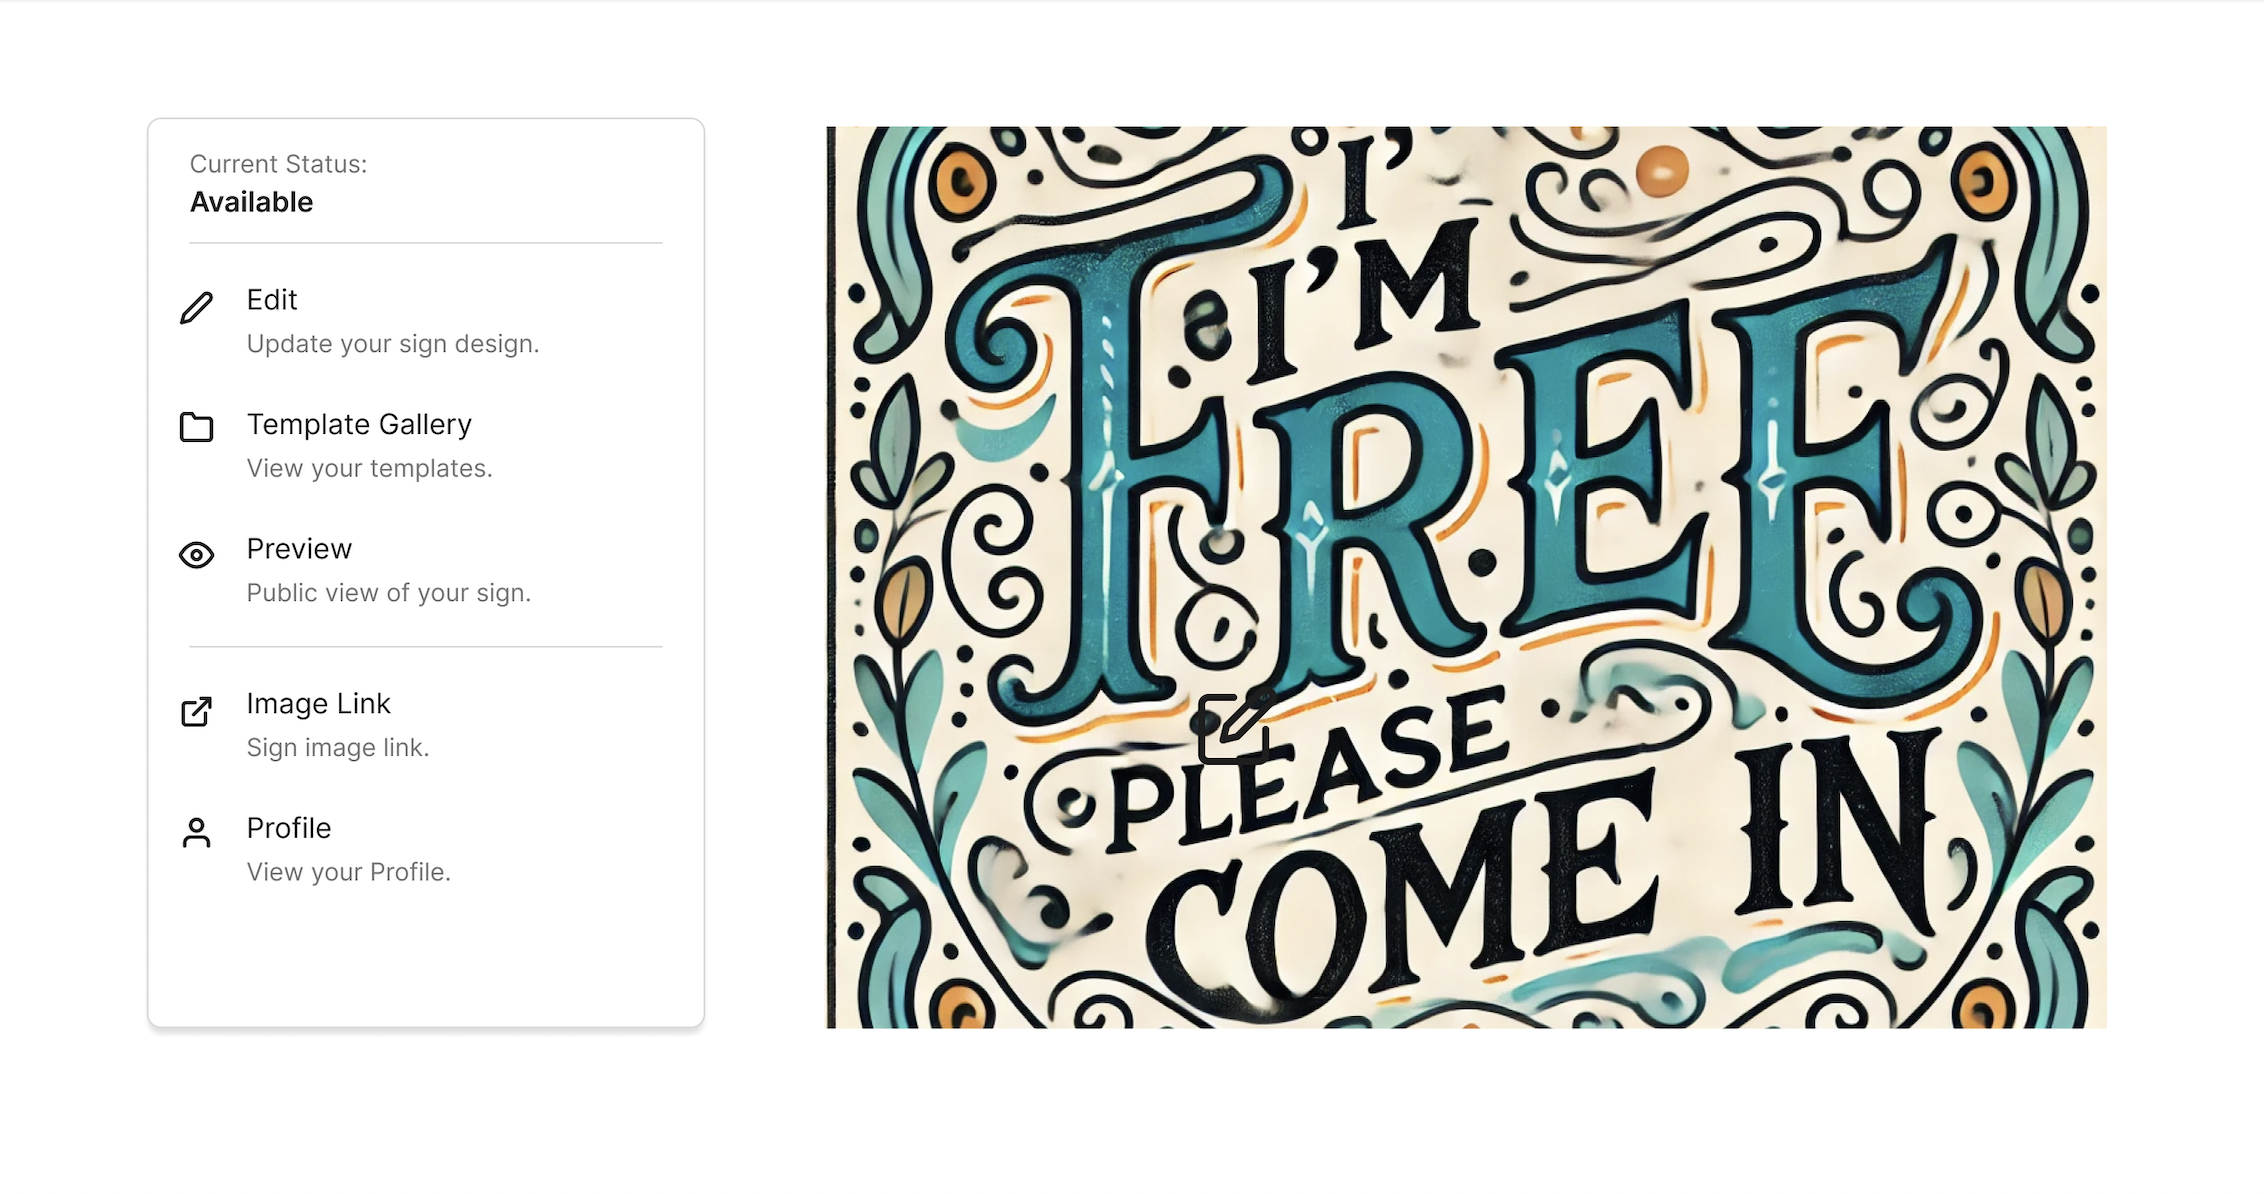 Current Status:
Available
Edit
Update your sign design.
Template Gallery
View your templates.
Preview
Public view of your sign.
Image Link
Sign image link.
Profile
View your Profile.
I'
I'M
FREE
PLEASE
COME IN